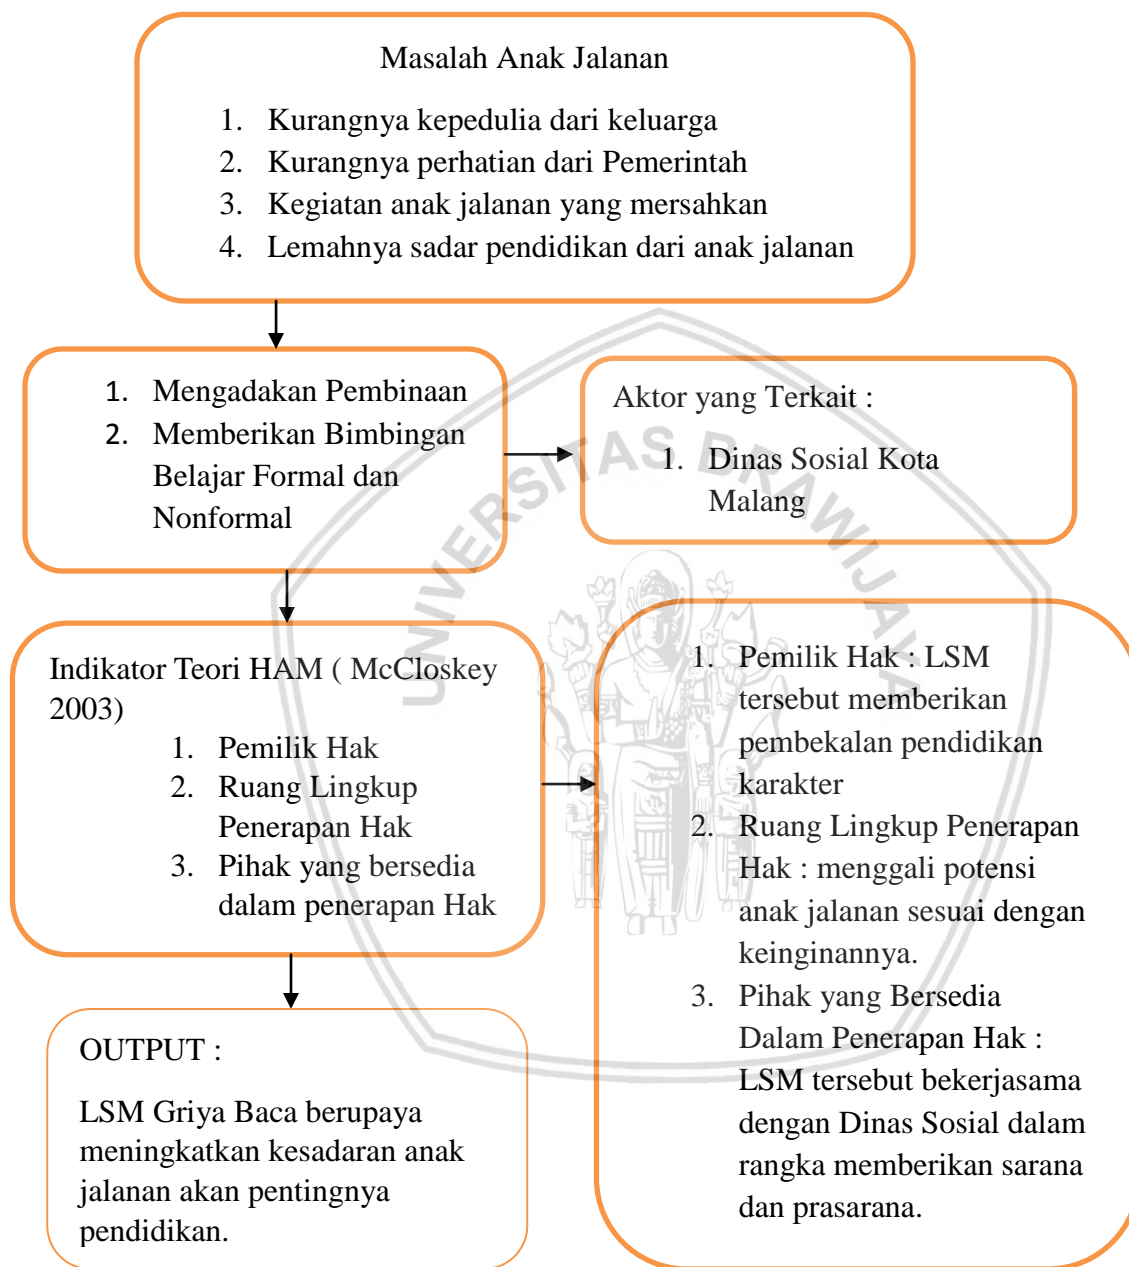 Masalah Anak Jalanan
1. Kurangnya kepedulia dari keluarga
2. Kurangnya perhatian dari Pemerintah
3. Kegiatan anak jalanan yang mersahkan
4. Lemahnya sadar pendidikan dari anak jalanan
1. Mengadakan Pembinaan
2. Memberikan Bimbingan
Belajar Formal dan
Nonformal
Aktor yang Terkait :
1. Dinas Sosial Kota
Malang
Indikator Teori HAM ( McCloskey
2003)
1. Pemilik Hak
2. Ruang Lingkup
Penerapan Hak
3. Pihak yang bersedia
dalam penerapan Hak
1. Pemilik Hak : LSM
tersebut memberikan
pembekalan pendidikan
karakter
2. Ruang Lingkup Penerapan
Hak : menggali potensi
anak jalanan sesuai dengan
keinginannya.
3. Pihak yang Bersedia
Dalam Penerapan Hak :
LSM tersebut bekerjasama
dengan Dinas Sosial dalam
rangka memberikan sarana
dan prasarana.
OUTPUT :
LSM Griya Baca berupaya
meningkatkan kesadaran anak
jalanan akan pentingnya
pendidikan.
UNIVERSITAS BRAWIJAYA